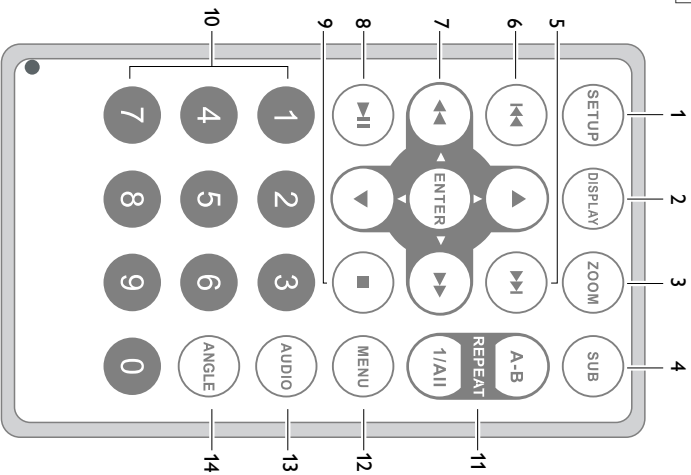 1 2 3 4
SETUP DISPLAY ZOOM SUB
5
6 A-B
REPEAT 11
7 ENTER 1/All
8 MENU 12
9
1 2 3 AUDIO 13
10
4 5 6 ANGLE 14
7 8 9 0